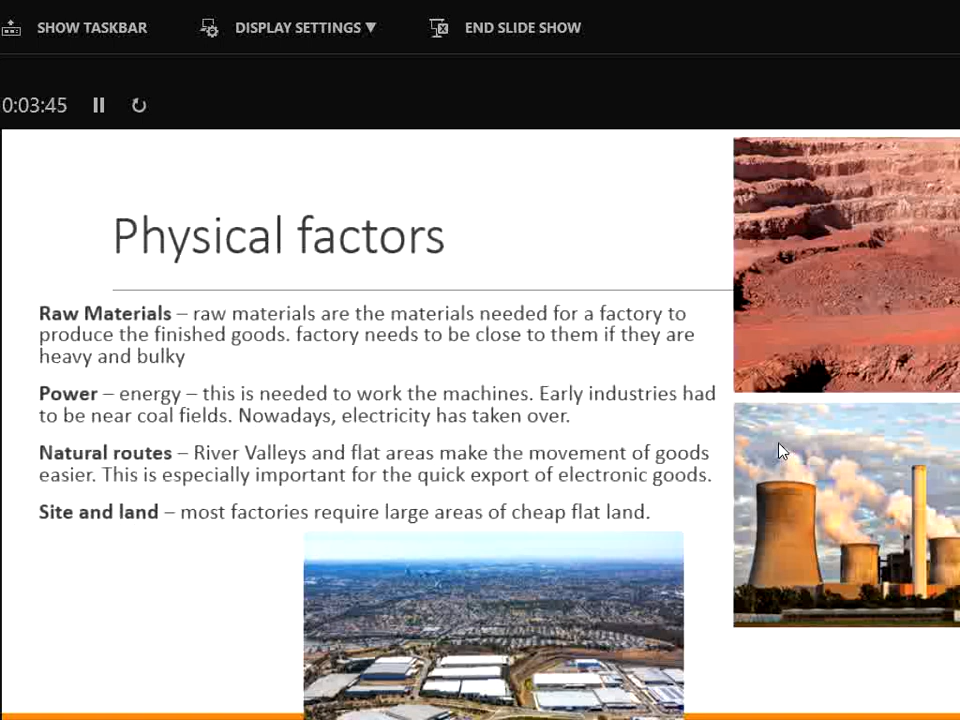 SHOW TASKBAR DISPLAY SETTINGS ▼ END SLIDE SHOW
0:03:45
Physical factors
Raw Materials – raw materials are the materials needed for a factory to
produce the finished goods. factory needs to be close to them if they are
heavy and bulky
Power – energy – this is needed to work the machines. Early industries had
to be near coal fields. Nowadays, electricity has taken over.
Natural routes – River Valleys and flat areas make the movement of goods
easier. This is especially important for the quick export of electronic goods.
Site and land – most factories require large areas of cheap flat land.